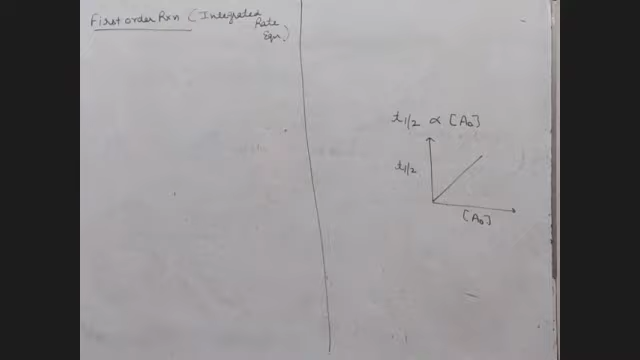 First order Rxn (Integrated
Rate
Eqn.)
t1/2 ∝ [A₀]
t1/2
[A₀]